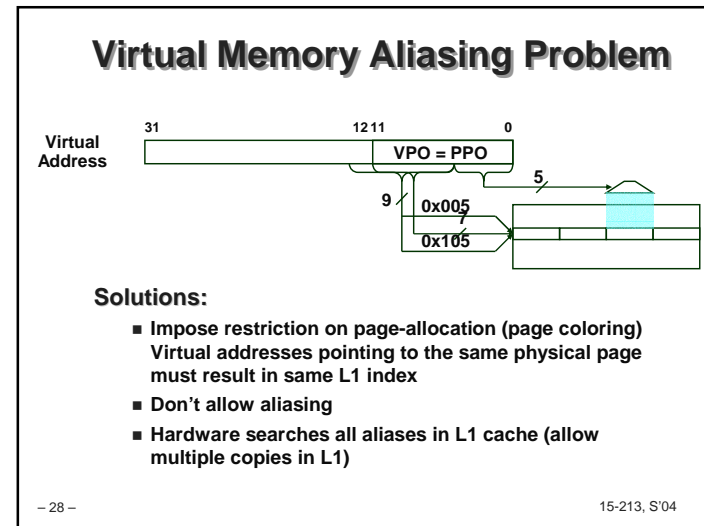 Virtual Memory Aliasing Problem
31
12 11
0
Virtual
Address
VPO = PPO
5
9
0x005
7
0x105
Solutions:
■ Impose restriction on page-allocation (page coloring)
Virtual addresses pointing to the same physical page
must result in same L1 index
■ Don't allow aliasing
■ Hardware searches all aliases in L1 cache (allow
multiple copies in L1)
– 28 –
15-213, S'04